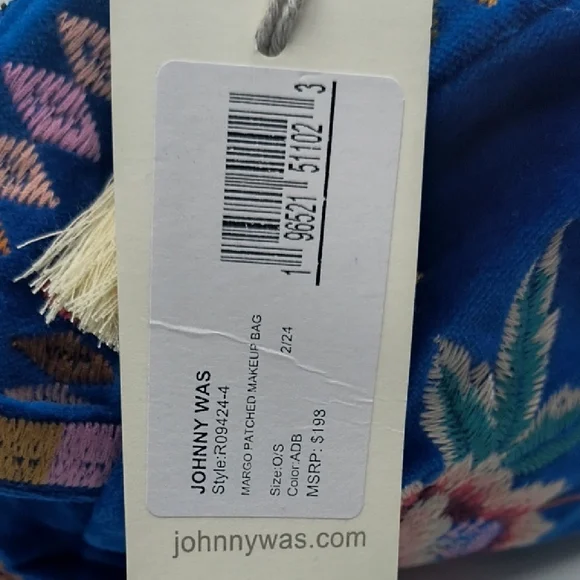 JOHNNY WAS
Style:R09424-4
MARGO PATCHED MAKEUP BAG
2/24
Size:O/S
Color:ADB
MSRP: $198
1 96521 51102 3
johnnywas.com